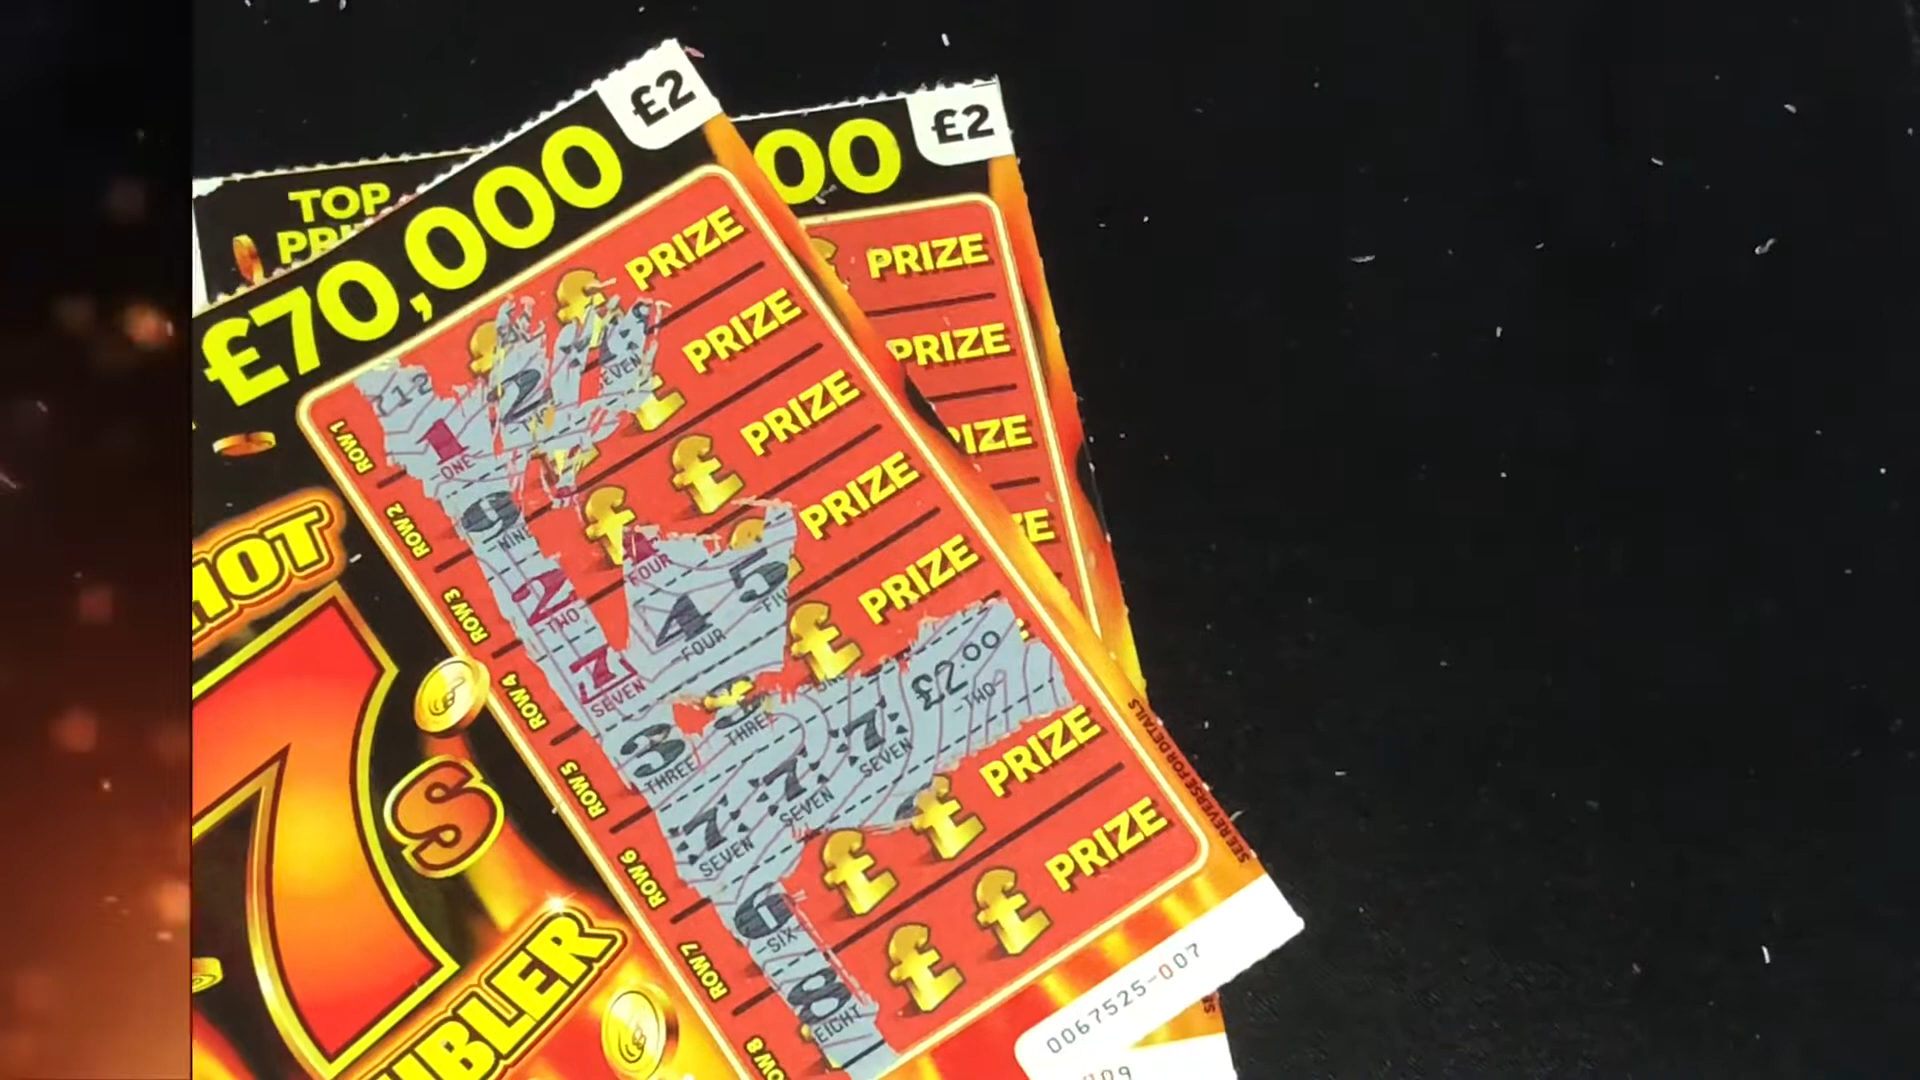 £2
£2
TOP
£70,000
00
PRIZE
PRIZE
PRIZE
PRIZE
PRIZE
PRIZE
PRIZE
PRIZE
PRIZE
ROW 1
1
ONE
2
SEVEN
ROW 2
9
NINE
ROW 3
2
TWO
FOUR
ROW 4
7
SEVEN
4
FOUR
5
ROW 5
3
THREE
THREE
ROW 6
7
SEVEN
7
SEVEN
7
SEVEN
£2.00
TWO
ROW 7
6
SIX
ROW 8
8
EIGHT
HOT
7
S
SEE REVERSE FOR DETAILS
0067525-007